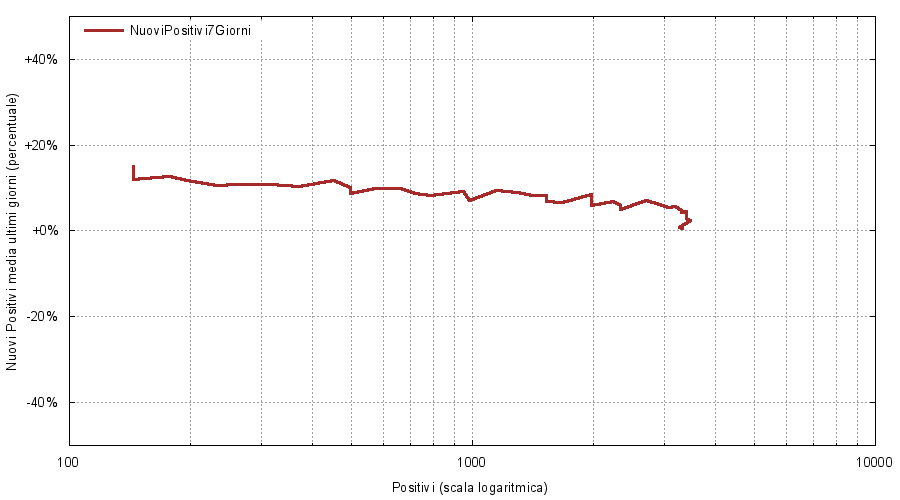 NuoviPositivi7Giorni
+40%
+20%
+0%
-20%
-40%
Nuovi Positivi media ultimi giorni (percentuale)
100
1000
10000
Positivi (scala logaritmica)